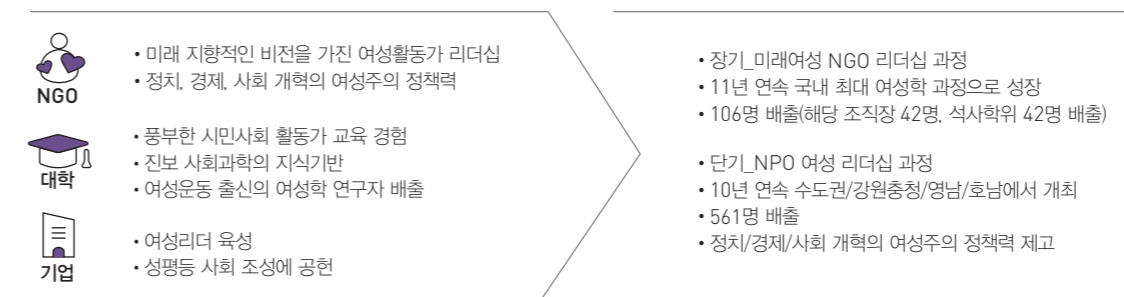 NGO
• 미래 지향적인 비전을 가진 여성활동가 리더십
• 정치, 경제, 사회 개혁의 여성주의 정책력
대학
• 풍부한 시민사회 활동가 교육 경험
• 진보 사회과학의 지식기반
• 여성운동 출신의 여성학 연구자 배출
기업
• 여성리더 육성
• 성평등 사회 조성에 공헌
• 장기_미래여성 NGO 리더십 과정
• 11년 연속 국내 최대 여성학 과정으로 성장
• 106명 배출(해당 조직장 42명, 석사학위 42명 배출)
• 단기_NPO 여성 리더십 과정
• 10년 연속 수도권/강원충청/영남/호남에서 개최
• 561명 배출
• 정치/경제/사회 개혁의 여성주의 정책력 제고